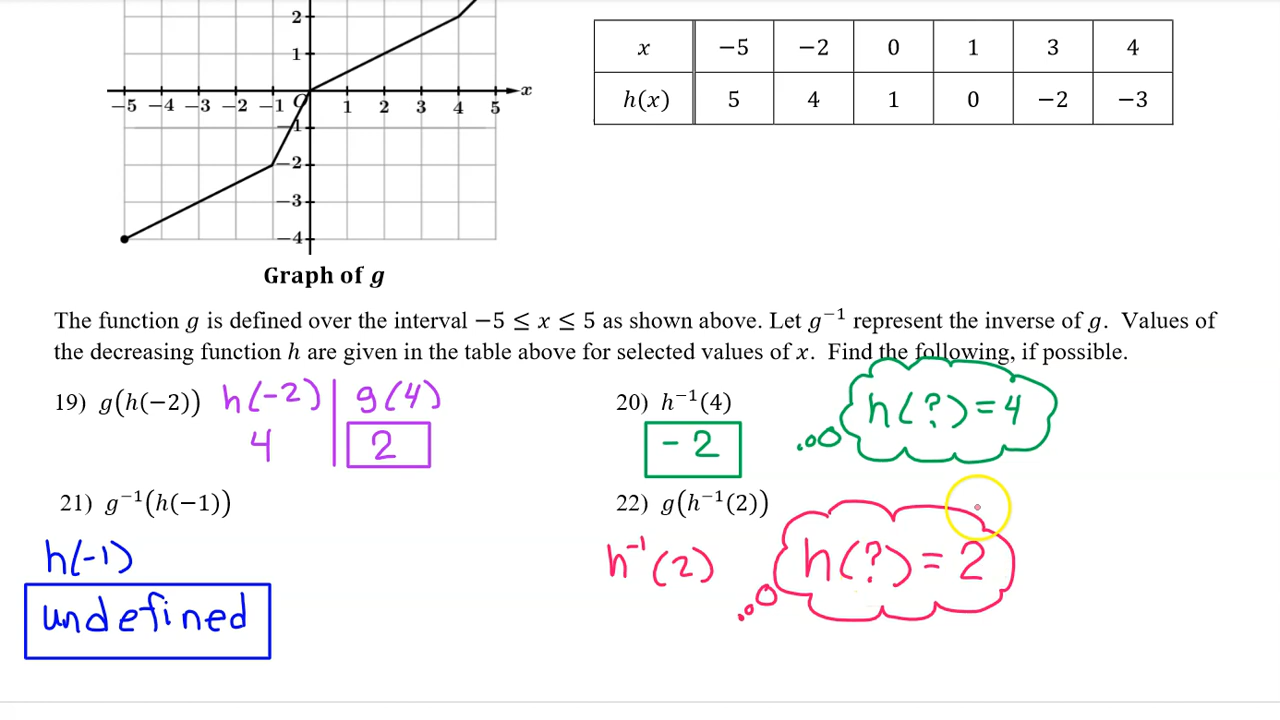 2
1
x
−5 −4 −3 −2 −1 O 1 2 3 4 5
−1
−2
−3
−4
Graph of g
x −5 −2 0 1 3 4
h(x) 5 4 1 0 −2 −3
The function g is defined over the interval −5 ≤ x ≤ 5 as shown above. Let g⁻¹ represent the inverse of g. Values of
the decreasing function h are given in the table above for selected values of x. Find the following, if possible.
19) g(h(−2)) h(-2) | g(4)
4 | 2
20) h⁻¹(4)
h(?)=4
-2
21) g⁻¹(h(−1))
h(-1)
undefined
22) g(h⁻¹(2))
h⁻¹(2) h(?)=2